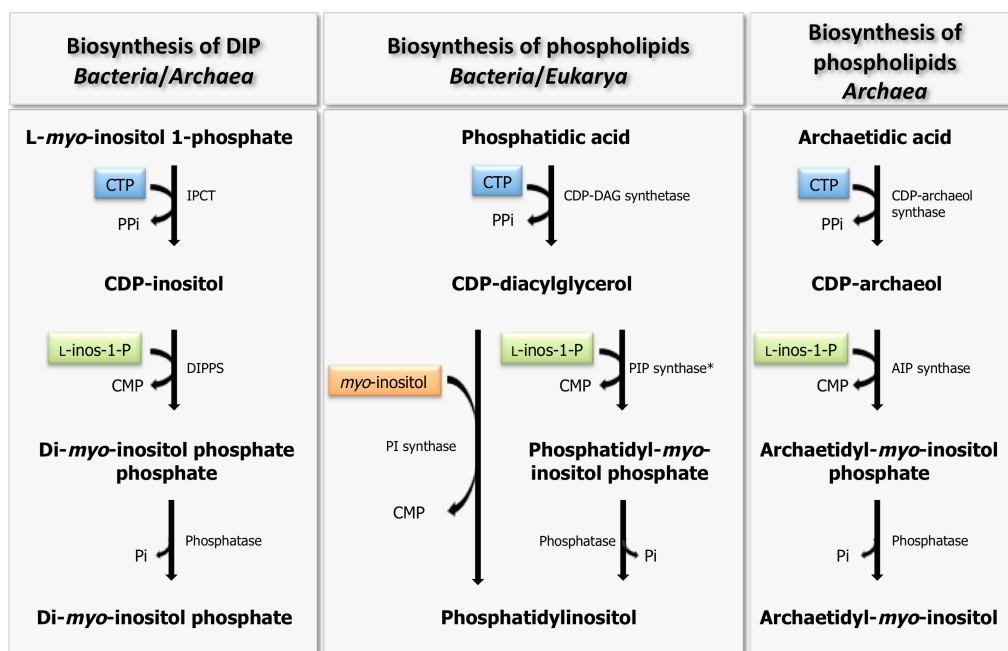 Biosynthesis of DIP
Bacteria/Archaea
L-myo-inositol 1-phosphate
CTP
IPCT
PPi
CDP-inositol
L-inos-1-P
DIPPS
CMP
Di-myo-inositol phosphate
phosphate
Phosphatase
Pi
Di-myo-inositol phosphate
Biosynthesis of phospholipids
Bacteria/Eukarya
Phosphatidic acid
CTP
CDP-DAG synthetase
PPi
CDP-diacylglycerol
myo-inositol
PI synthase
CMP
L-inos-1-P
PIP synthase*
CMP
Phosphatidyl-myo-
inositol phosphate
Phosphatase
Pi
Phosphatidylinositol
Biosynthesis of
phospholipids
Archaea
Archaetidic acid
CTP
CDP-archaeol
synthase
PPi
CDP-archaeol
L-inos-1-P
AIP synthase
CMP
Archaetidyl-myo-inositol
phosphate
Phosphatase
Pi
Archaetidyl-myo-inositol